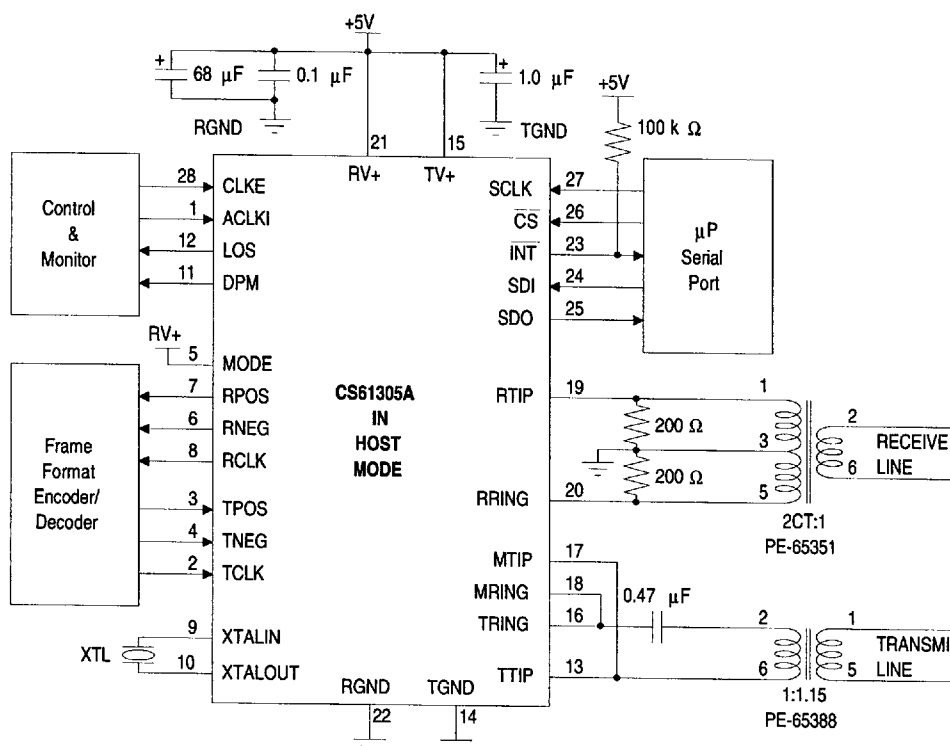 +5V
+
68 μF
0.1 μF
+
1.0 μF
+5V
RGND
TGND
100 k Ω
21
15
RV+
TV+
Control
&
Monitor
28
CLKE
1
ACLKI
12
LOS
11
DPM
SCLK
27
CS
26
INT
23
SDI
24
SDO
25
μP
Serial
Port
RV+
5
MODE
7
RPOS
6
RNEG
8
RCLK
3
TPOS
4
TNEG
2
TCLK
Frame
Format
Encoder/
Decoder
CS61305A
IN
HOST
MODE
RTIP
19
200 Ω
200 Ω
RRING
20
1
3
5
2
6
RECEIVE
LINE
2CT:1
PE-65351
MTIP
17
MRING
18
TRING
16
0.47 μF
TTIP
13
2
6
1
5
TRANSMI
LINE
1:1.15
PE-65388
XTL
9
XTALIN
10
XTALOUT
RGND
TGND
22
14